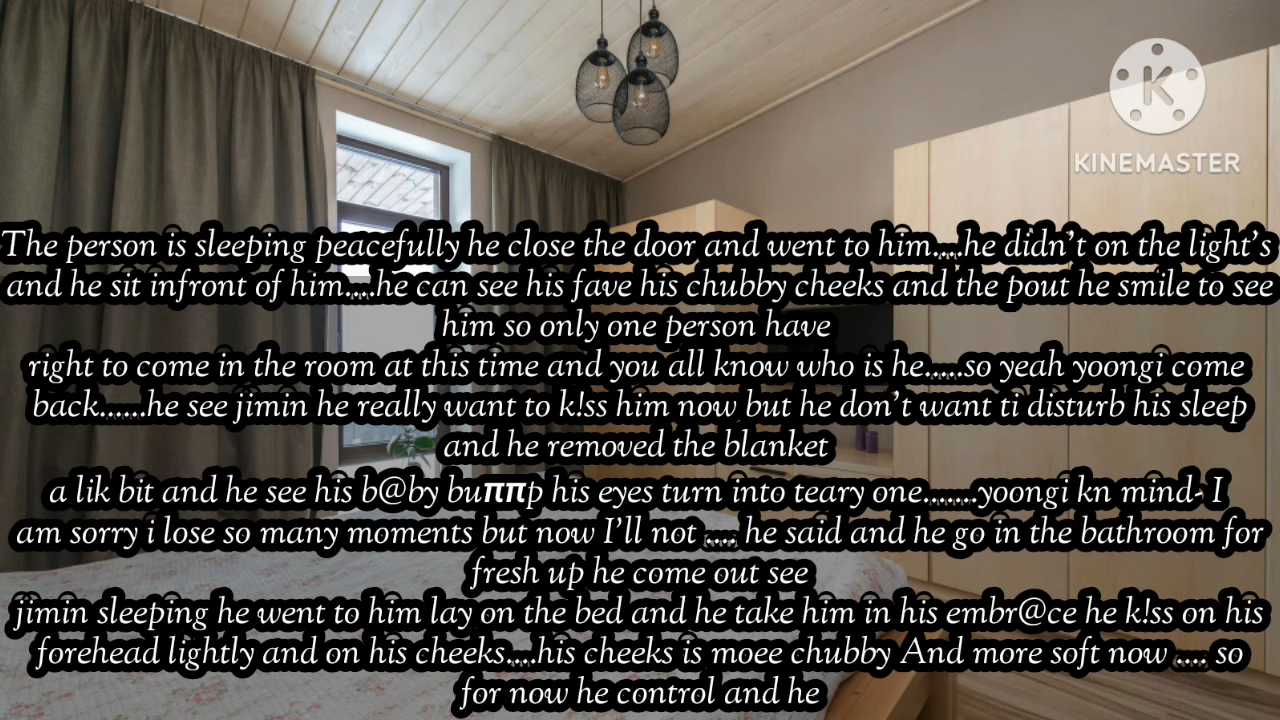 KINEMASTER
The person is sleeping peacefully he close the door and went to him.....he didn't on the light's
and he sit infront of him.....he can see his fave his chubby cheeks and the pout he smile to see
him so only one person have
right to come in the room at this time and you all know who is he.....so yeah yoongi come
back......he see jimin he really want to k!ss him now but he don't want ti disturb his sleep
and he removed the blanket
a lik bit and he see his b@by buππp his eyes turn into teary one.......yoongi kn mind- I
am sorry i lose so many moments but now I'll not .... he said and he go in the bathroom for
fresh up he come out see
jimin sleeping he went to him lay on the bed and he take him in his embr@ce he k!ss on his
forehead lightly and on his cheeks.....his cheeks is moee chubby And more soft now .... so
for now he control and he